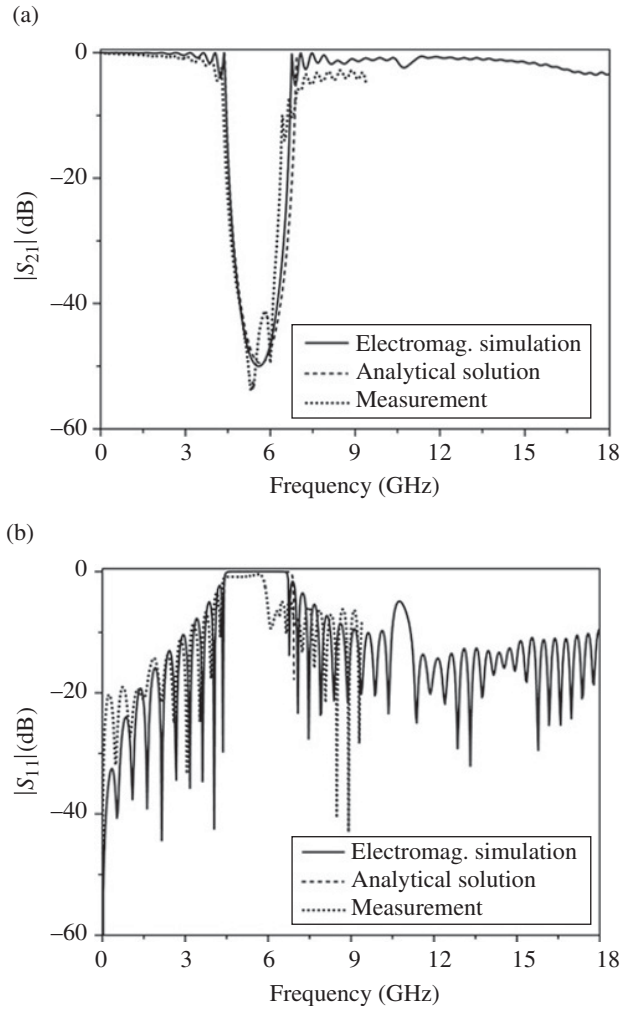 (a)
0
−20
−40
−60
|S21| (dB)
Electromag. simulation
Analytical solution
Measurement
0 3 6 9 12 15 18
Frequency (GHz)
(b)
0
−20
−40
−60
|S11| (dB)
Electromag. simulation
Analytical solution
Measurement
0 3 6 9 12 15 18
Frequency (GHz)